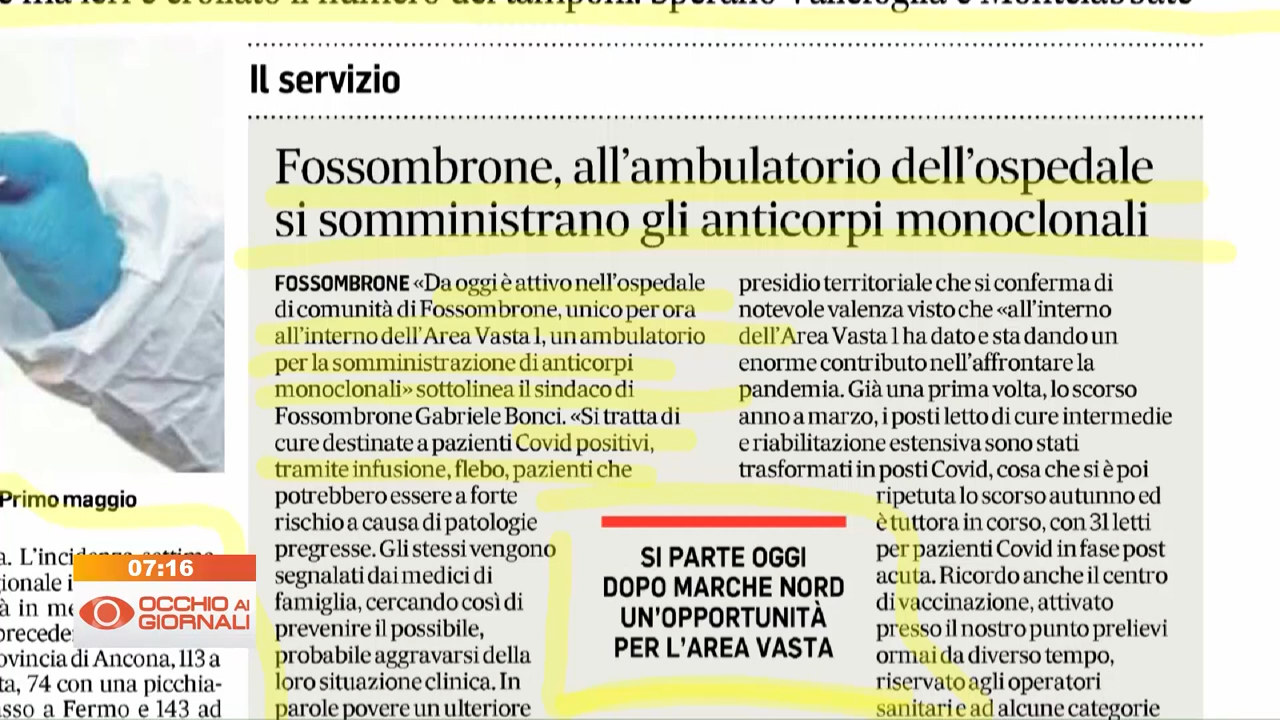 Il servizio
Fossombrone, all'ambulatorio dell'ospedale
si somministrano gli anticorpi monoclonali
FOSSOMBRONE «Da oggi è attivo nell'ospedale
di comunità di Fossombrone, unico per ora
all'interno dell'Area Vasta 1, un ambulatorio
per la somministrazione di anticorpi
monoclonali» sottolinea il sindaco di
Fossombrone Gabriele Bonci. «Si tratta di
cure destinate a pazienti Covid positivi,
tramite infusione, flebo, pazienti che
potrebbero essere a forte
rischio a causa di patologie
pregresse. Gli stessi vengono
segnalati dai medici di
famiglia, cercando così di
prevenire il possibile,
probabile aggravarsi della
loro situazione clinica. In
parole povere un ulteriore
presidio territoriale che si conferma di
notevole valenza visto che «all'interno
dell'Area Vasta 1 ha dato e sta dando un
enorme contributo nell'affrontare la
pandemia. Già una prima volta, lo scorso
anno a marzo, i posti letto di cure intermedie
e riabilitazione estensiva sono stati
trasformati in posti Covid, cosa che si è poi
ripetuta lo scorso autunno ed
è tuttora in corso, con 31 letti
per pazienti Covid in fase post
acuta. Ricordo anche il centro
di vaccinazione, attivato
presso il nostro punto prelievi
ormai da diverso tempo,
riservato agli operatori
sanitari e ad alcune categorie
SI PARTE OGGI
DOPO MARCHE NORD
UN'OPPORTUNITÀ
PER L'AREA VASTA
Primo maggio
a. L'incidenza
ionale
à in
ovincia di Ancona, 113 a
ta, 74 con una picchia-
sso a Fermo e 143 ad
07:16
OCCHIO AI
GIORNALI